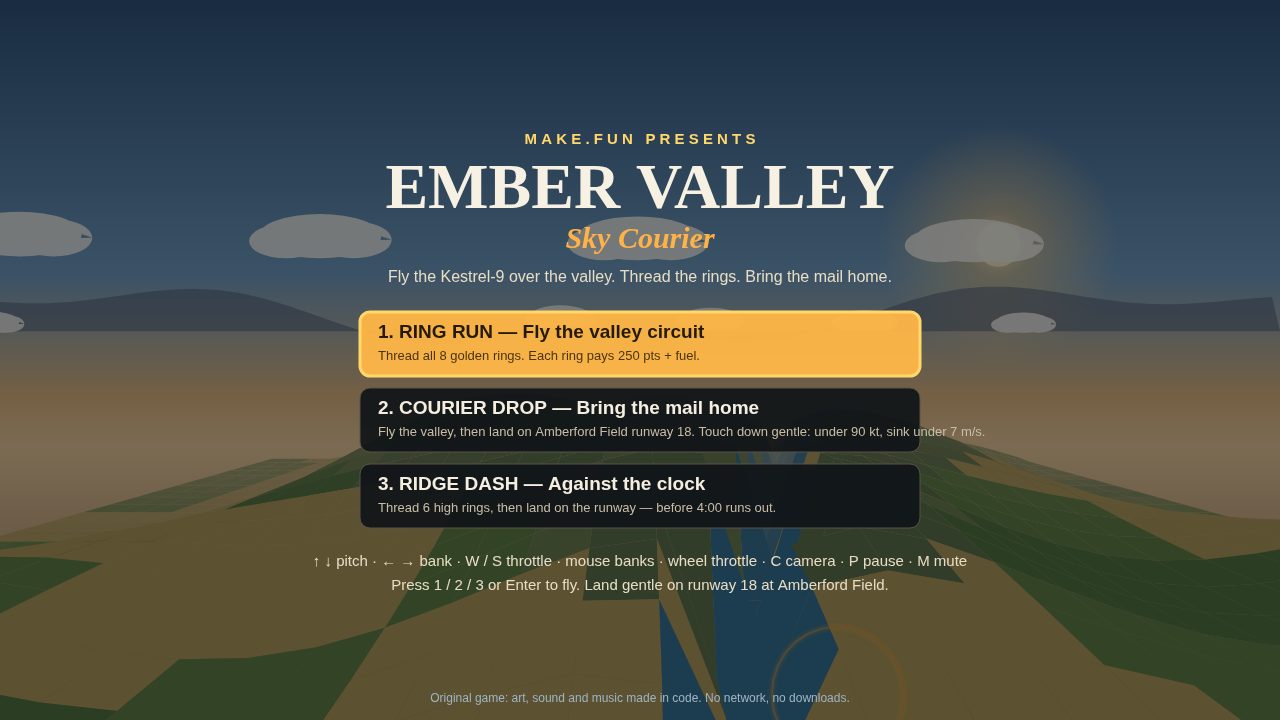 MAKE.FUN PRESENTS
EMBER VALLEY
Sky Courier
Fly the Kestrel-9 over the valley. Thread the rings. Bring the mail home.
1. RING RUN — Fly the valley circuit
Thread all 8 golden rings. Each ring pays 250 pts + fuel.
2. COURIER DROP — Bring the mail home
Fly the valley, then land on Amberford Field runway 18. Touch down gentle: under 90 kt, sink under 7 m/s.
3. RIDGE DASH — Against the clock
Thread 6 high rings, then land on the runway — before 4:00 runs out.
↑ ↓ pitch · ← → bank · W / S throttle · mouse banks · wheel throttle · C camera · P pause · M mute
Press 1 / 2 / 3 or Enter to fly. Land gentle on runway 18 at Amberford Field.
Original game: art, sound and music made in code. No network, no downloads.